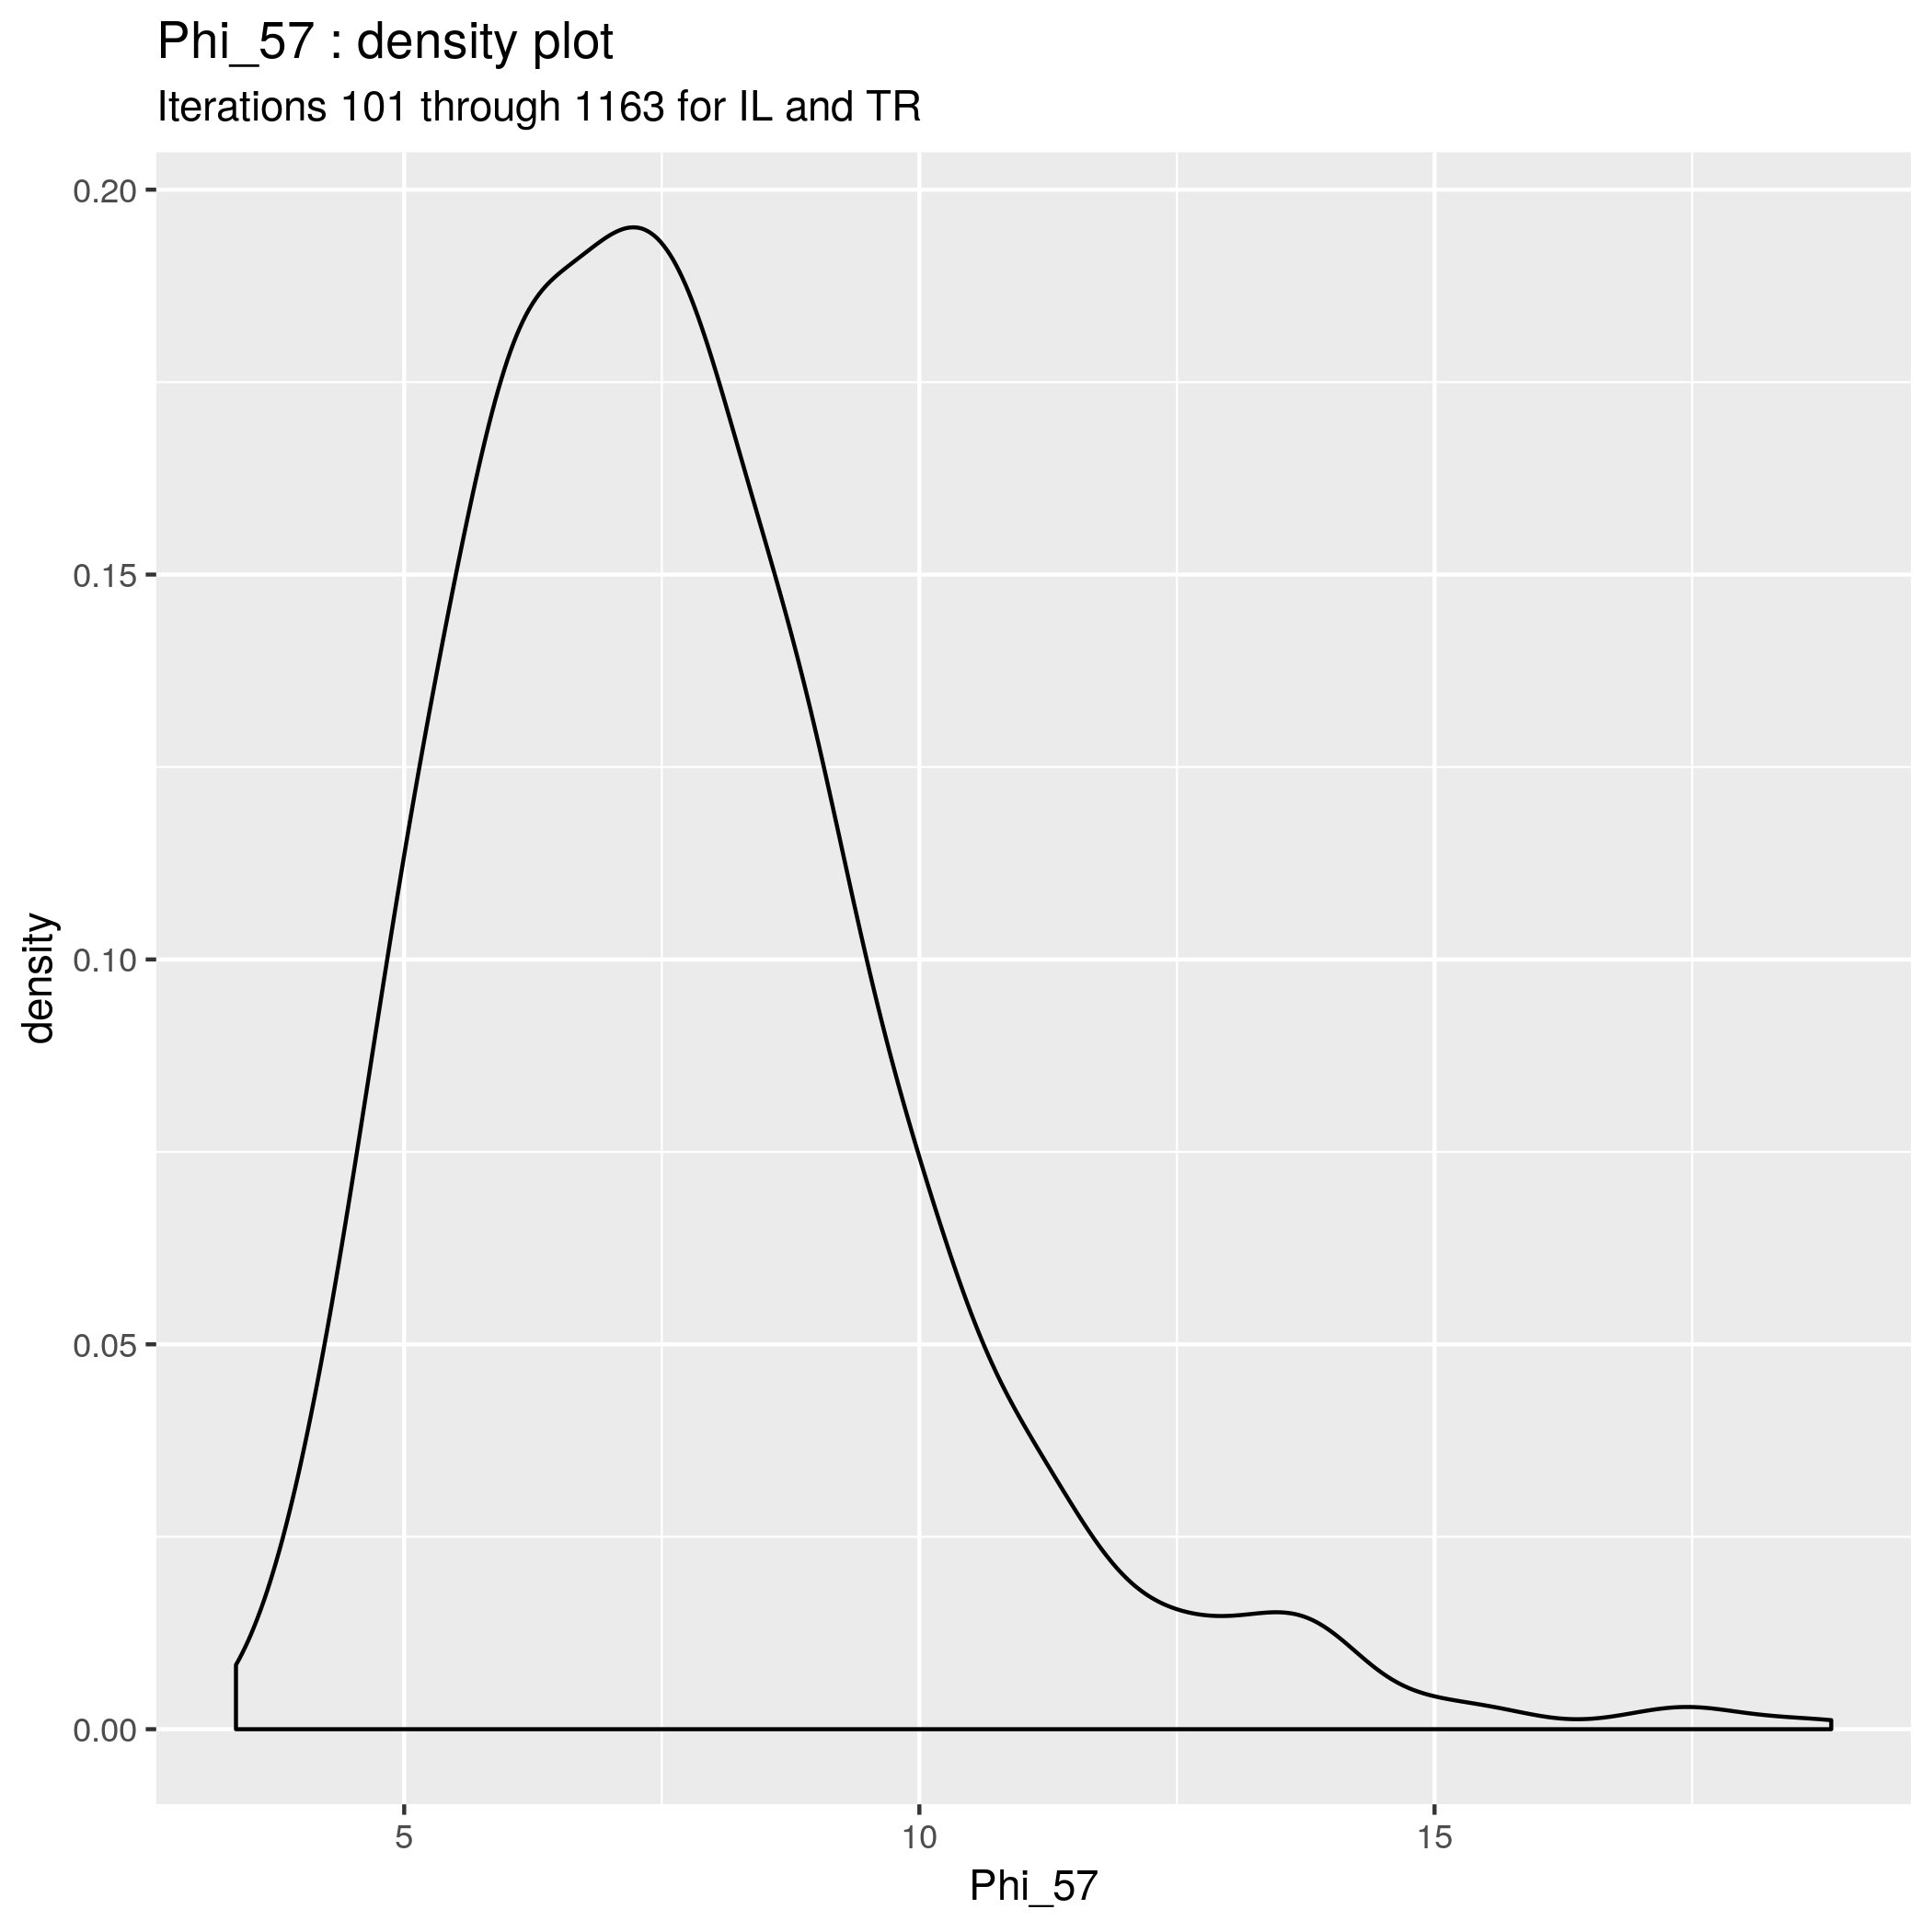 Phi_57 : density plot
Iterations 101 through 1163 for IL and TR
0.20
0.15
0.10
0.05
0.00
density
5
10
15
Phi_57